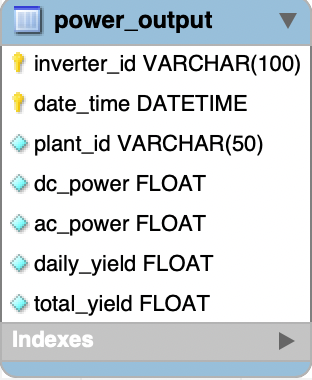 power_output
inverter_id VARCHAR(100)
date_time DATETIME
plant_id VARCHAR(50)
dc_power FLOAT
ac_power FLOAT
daily_yield FLOAT
total_yield FLOAT
Indexes